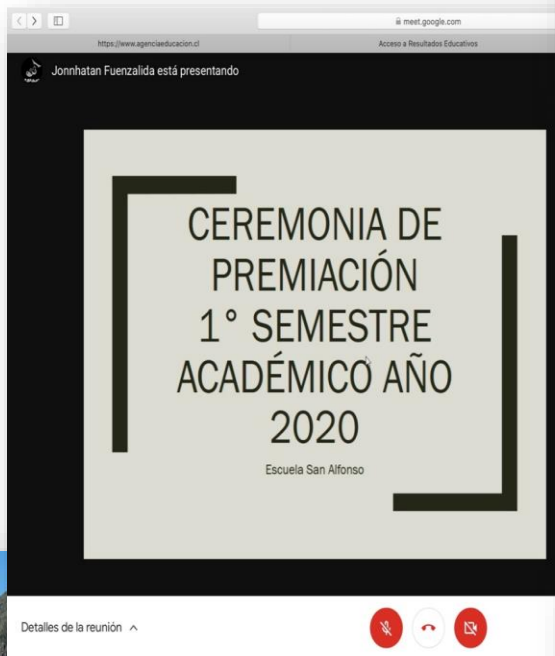 meet.google.com
https://www.agenciaeducacion.cl
Acceso a Resultados Educativos
Jonnhatan Fuenzalida está presentando
CEREMONIA DE
PREMIACIÓN
1° SEMESTRE
ACADÉMICO AÑO
2020
Escuela San Alfonso
Detalles de la reunión